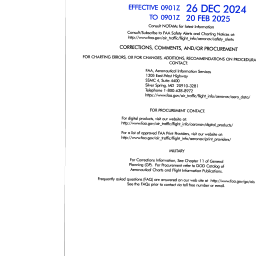 EFFECTIVE 0901Z 26 DEC 2024
TO 0901Z 20 FEB 2025
Consult NOTAMs for latest information
Consult/Subscribe to FAA Safety Alerts and Charting Notices at:
http://www.faa.gov/air_traffic/flight_info/aeronav/safety_alerts
CORRECTIONS, COMMENTS, AND/OR PROCUREMENT
FOR CHARTING ERRORS, OR FOR CHANGES, ADDITIONS, RECOMMENDATIONS ON PROCEDURA
CONTACT:
FAA, Aeronautical Information Services
1305 East-West Highway
SSMC 4, Suite 4400
Silver Spring, MD 20910-3281
Telephone 1-800-638-8972
https://www.faa.gov/air_traffic/flight_info/aeronav/aero_data/
FOR PROCUREMENT CONTACT:
For digital products, visit our website at:
http://www.faa.gov/air_traffic/flight_info/aeronav/digital_products/
For a list of approved FAA Print Providers, visit our website at:
http://www.faa.gov/air_traffic/flight_info/aeronav/print_providers/
MILITARY
For Corrections Information, See Chapter 11 of General
Planning (GP). For Procurement refer to DOD Catalog of
Aeronautical Charts and Flight Information Publications.
Frequently asked questions (FAQ) are answered on our web site at http://www.faa.gov/go/ais
See the FAQs prior to contact via toll free number or email.